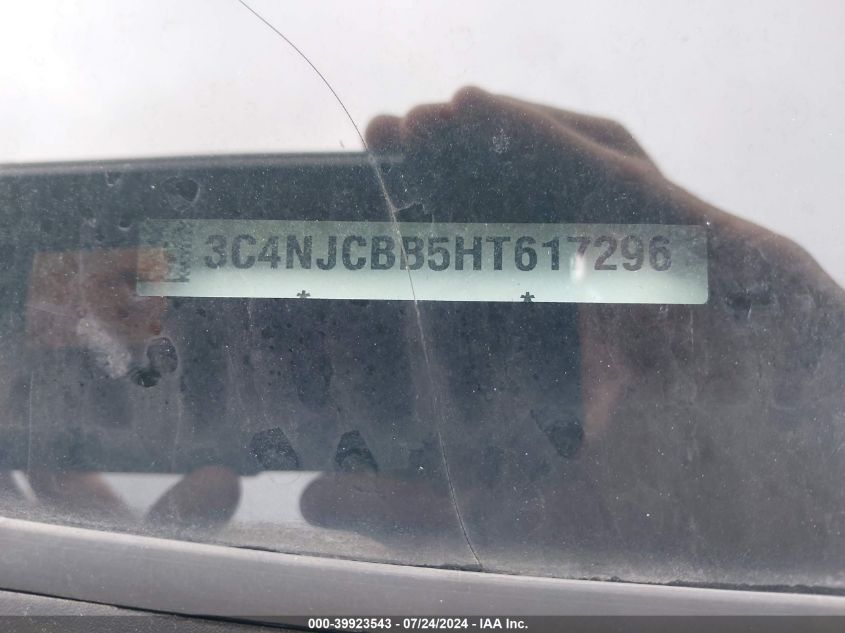 3C4NJCBB5HT617296
* *
000-39923543 - 07/24/2024 - IAA Inc.